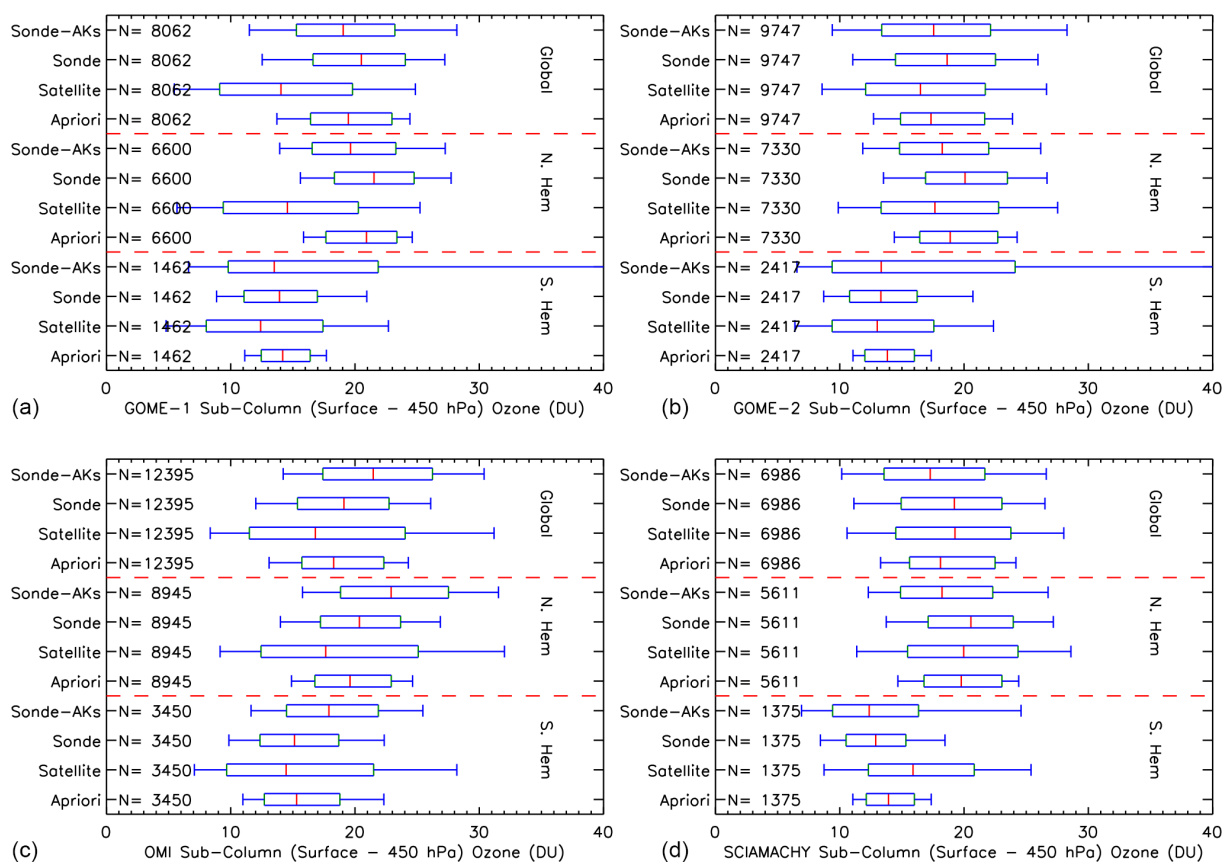 Sonde-AKs N= 8062
Sonde N= 8062
Satellite N= 8062
Apriori N= 8062
Global
Sonde-AKs N= 6600
Sonde N= 6600
Satellite N= 6600
Apriori N= 6600
N. Hem
Sonde-AKs N= 1462
Sonde N= 1462
Satellite N= 1462
Apriori N= 1462
S. Hem
0 10 20 30 40
(a) GOME-1 Sub-Column (Surface - 450 hPa) Ozone (DU)
Sonde-AKs N= 9747
Sonde N= 9747
Satellite N= 9747
Apriori N= 9747
Global
Sonde-AKs N= 7330
Sonde N= 7330
Satellite N= 7330
Apriori N= 7330
N. Hem
Sonde-AKs N= 2417
Sonde N= 2417
Satellite N= 2417
Apriori N= 2417
S. Hem
0 10 20 30 40
(b) GOME-2 Sub-Column (Surface - 450 hPa) Ozone (DU)
Sonde-AKs N=12395
Sonde N=12395
Satellite N=12395
Apriori N=12395
Global
Sonde-AKs N= 8945
Sonde N= 8945
Satellite N= 8945
Apriori N= 8945
N. Hem
Sonde-AKs N= 3450
Sonde N= 3450
Satellite N= 3450
Apriori N= 3450
S. Hem
0 10 20 30 40
(c) OMI Sub-Column (Surface - 450 hPa) Ozone (DU)
Sonde-AKs N= 6986
Sonde N= 6986
Satellite N= 6986
Apriori N= 6986
Global
Sonde-AKs N= 5611
Sonde N= 5611
Satellite N= 5611
Apriori N= 5611
N. Hem
Sonde-AKs N= 1375
Sonde N= 1375
Satellite N= 1375
Apriori N= 1375
S. Hem
0 10 20 30 40
(d) SCIAMACHY Sub-Column (Surface - 450 hPa) Ozone (DU)